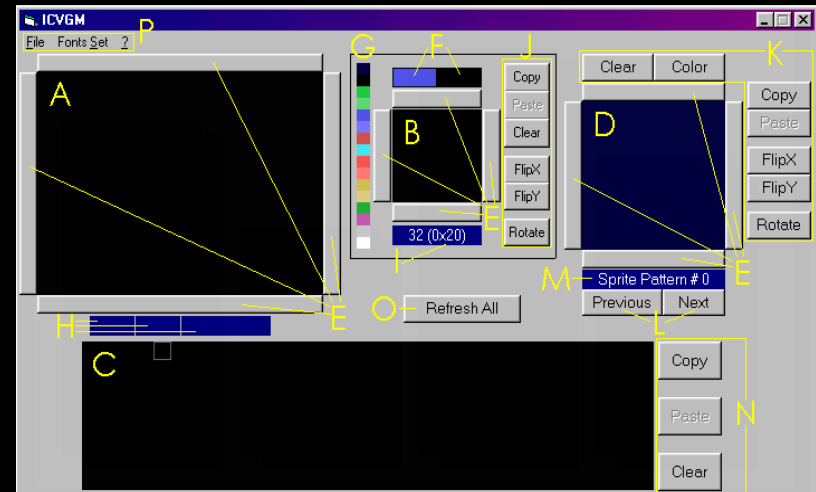 ICVGM
File Fonts Set ?
P
G
F
J
K
A
B
D
Copy
Paste
Clear
FlipX
FlipY
Rotate
Clear Color
Copy
Paste
FlipX
FlipY
Rotate
E
32 (0x20)
I
E
E
M
Sprite Pattern # 0
Previous Next
L
O
Refresh All
E
H
C
Copy
Paste
Clear
N